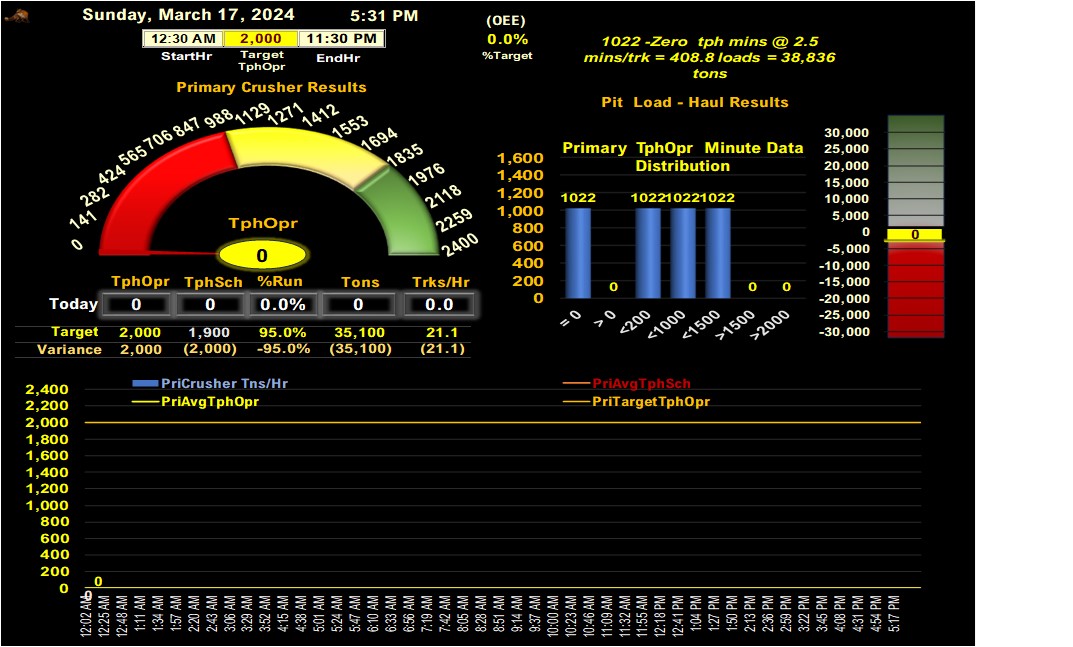 Sunday, March 17, 2024 5:31 PM
(OEE)
0.0%
%Target
12:30 AM 2,000 11:30 PM
StartHr Target TphOpr EndHr
1022 -Zero tph mins @ 2.5
mins/trk = 408.8 loads = 38,836
tons
Primary Crusher Results
Pit Load - Haul Results
0
141
282
424
565
706
847
988
1129
1271
1412
1553
1694
1835
1976
2118
2259
2400
TphOpr
0
TphOpr TphSch %Run Tons Trks/Hr
Today 0 0 0.0% 0 0.0
Target 2,000 1,900 95.0% 35,100 21.1
Variance 2,000 (2,000) -95.0% (35,100) (21.1)
Primary TphOpr Minute Data
Distribution
1,600
1,400
1,200
1,000
800
600
400
200
0
1022 0 1022 1022 1022 0 0
= 0 > 0 <200 <1000 <1500 >1500 >2000
30,000
25,000
20,000
15,000
10,000
5,000
0
-5,000
-10,000
-15,000
-20,000
-25,000
-30,000
0
PriCrusher Tns/Hr PriAvgTphSch
PriAvgTphOpr PriTargetTphOpr
2,400
2,200
2,000
1,800
1,600
1,400
1,200
1,000
800
600
400
200
0
0
0
12:02 AM
12:25 AM
12:48 AM
1:11 AM
1:34 AM
1:57 AM
2:20 AM
2:43 AM
3:06 AM
3:29 AM
3:52 AM
4:15 AM
4:38 AM
5:01 AM
5:24 AM
5:47 AM
6:10 AM
6:33 AM
6:56 AM
7:19 AM
7:42 AM
8:05 AM
8:28 AM
8:51 AM
9:14 AM
9:37 AM
10:00 AM
10:23 AM
10:46 AM
11:09 AM
11:32 AM
11:55 AM
12:18 PM
12:41 PM
1:04 PM
1:27 PM
1:50 PM
2:13 PM
2:36 PM
2:59 PM
3:22 PM
3:45 PM
4:08 PM
4:31 PM
4:54 PM
5:17 PM